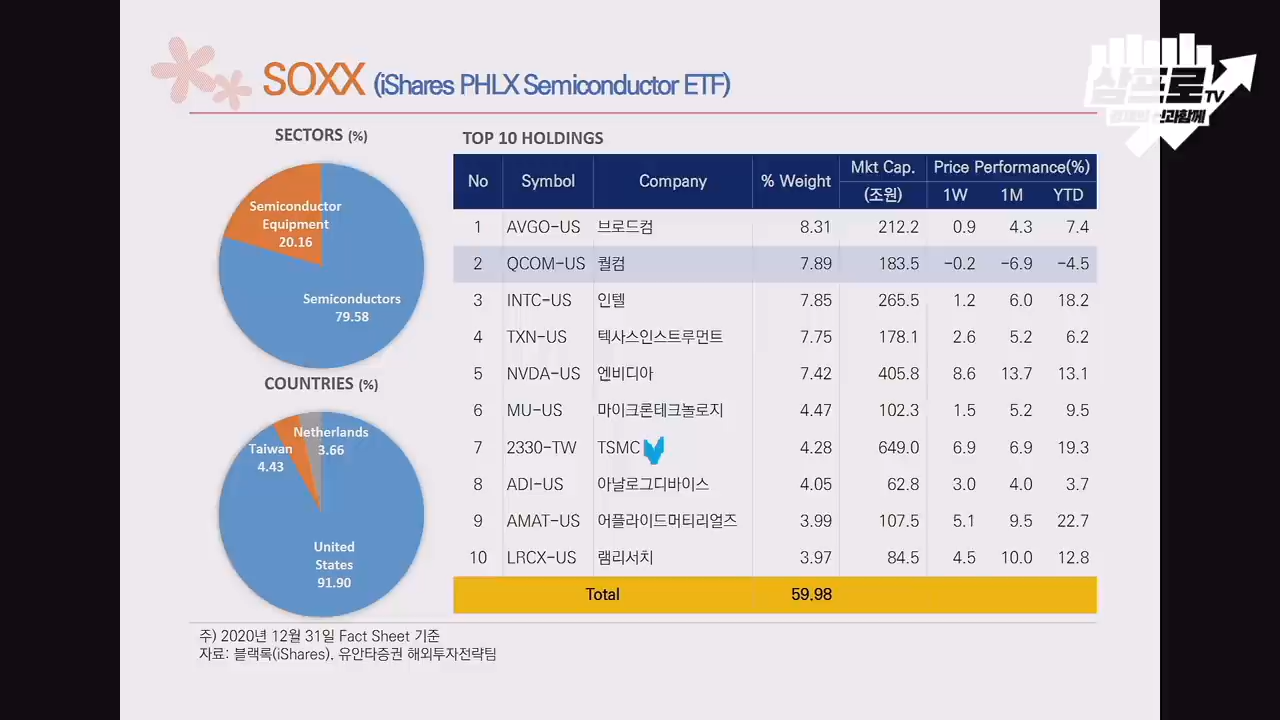 SOXX (iShares PHLX Semiconductor ETF)
삼프로TV
경제의 신과함께
SECTORS (%)
Semiconductor
Equipment
20.16
Semiconductors
79.58
COUNTRIES (%)
Netherlands
3.66
Taiwan
4.43
United
States
91.90
TOP 10 HOLDINGS
No Symbol Company % Weight Mkt Cap. (조원) Price Performance(%)
1W 1M YTD
1 AVGO-US 브로드컴 8.31 212.2 0.9 4.3 7.4
2 QCOM-US 퀄컴 7.89 183.5 -0.2 -6.9 -4.5
3 INTC-US 인텔 7.85 265.5 1.2 6.0 18.2
4 TXN-US 텍사스인스트루먼트 7.75 178.1 2.6 5.2 6.2
5 NVDA-US 엔비디아 7.42 405.8 8.6 13.7 13.1
6 MU-US 마이크론테크놀로지 4.47 102.3 1.5 5.2 9.5
7 2330-TW TSMC 4.28 649.0 6.9 6.9 19.3
8 ADI-US 아날로그디바이스 4.05 62.8 3.0 4.0 3.7
9 AMAT-US 어플라이드머티리얼즈 3.99 107.5 5.1 9.5 22.7
10 LRCX-US 램리서치 3.97 84.5 4.5 10.0 12.8
Total 59.98
주) 2020년 12월 31일 Fact Sheet 기준
자료: 블랙록(iShares), 유안타증권 해외투자전략팀